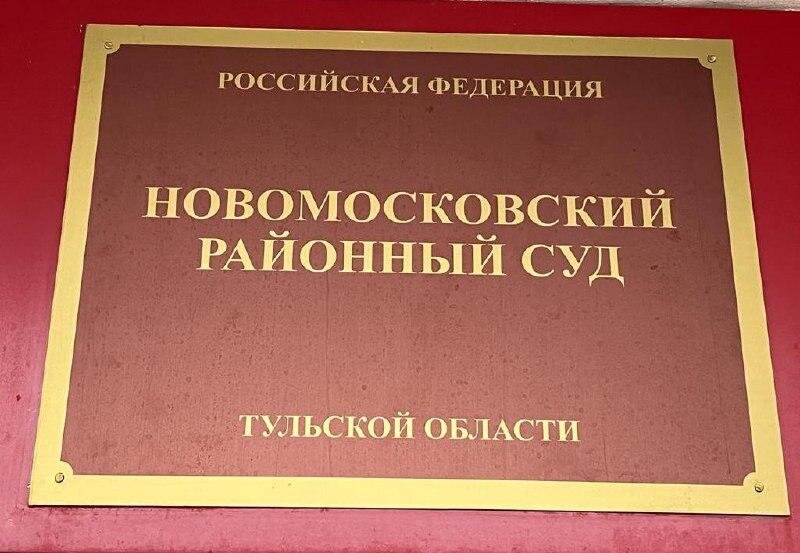 РОССИЙСКАЯ ФЕДЕРАЦИЯ
НОВОМОСКОВСКИЙ
РАЙОННЫЙ СУД
ТУЛЬСКОЙ ОБЛАСТИ